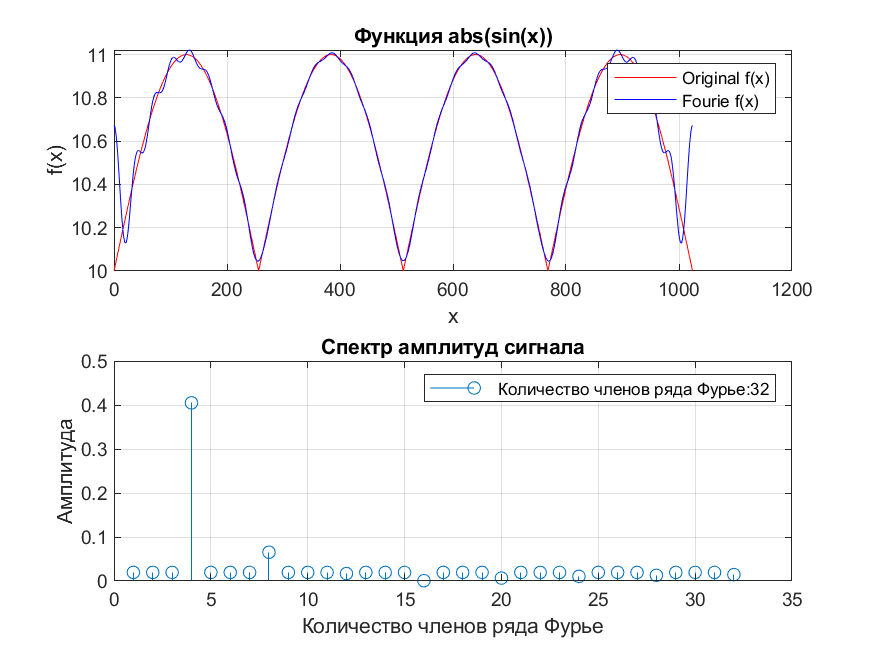 Функция abs(sin(x))
11
10.8
10.6
10.4
10.2
10
f(x)
Original f(x)
Fourie f(x)
0 200 400 600 800 1000 1200
x
Спектр амплитуд сигнала
0.5
0.4
0.3
0.2
0.1
0
Амплитуда
Количество членов ряда Фурье:32
0 5 10 15 20 25 30 35
Количество членов ряда Фурье